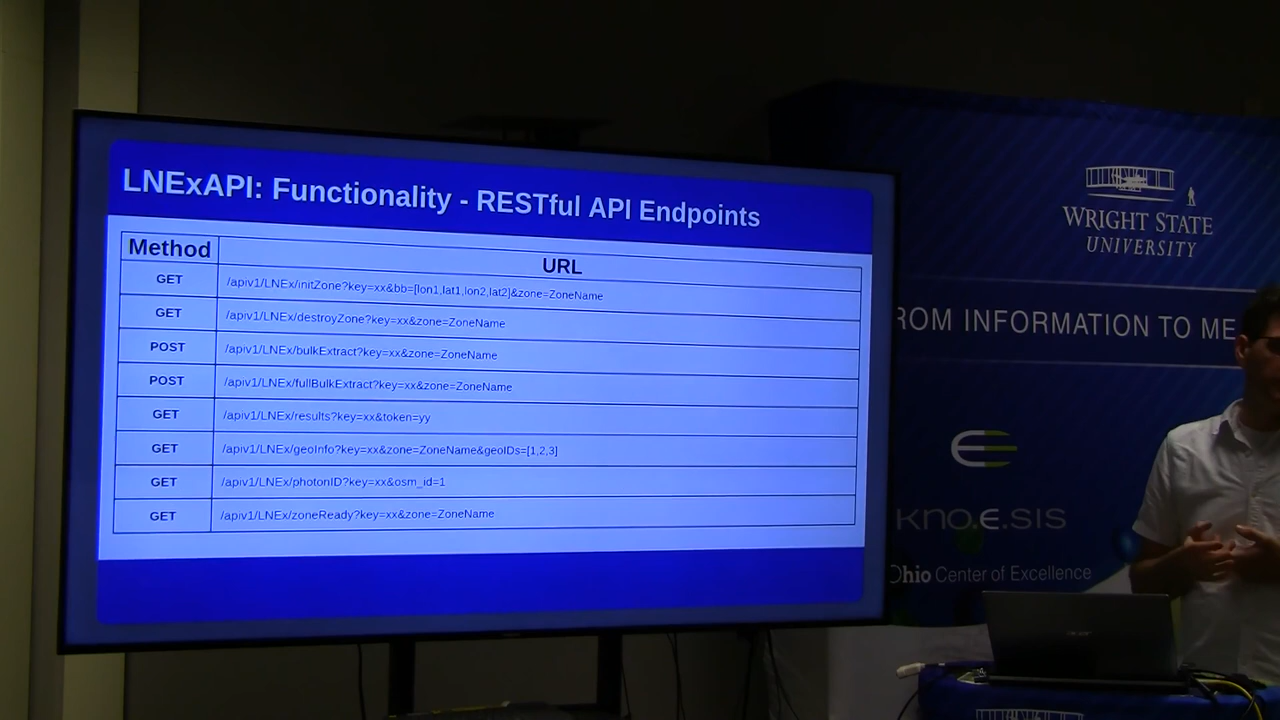 LNExAPI: Functionality - RESTful API Endpoints
Method URL
GET /apiv1/LNEx/initZone?key=xx&bb=[lon1,lat1,lon2,lat2]&zone=ZoneName
GET /apiv1/LNEx/destroyZone?key=xx&zone=ZoneName
POST /apiv1/LNEx/bulkExtract?key=xx&zone=ZoneName
POST /apiv1/LNEx/fullBulkExtract?key=xx&zone=ZoneName
GET /apiv1/LNEx/results?key=xx&token=yy
GET /apiv1/LNEx/geoInfo?key=xx&zone=ZoneName&geoIDs=[1,2,3]
GET /apiv1/LNEx/photonID?key=xx&osm_id=1
GET /apiv1/LNEx/zoneReady?key=xx&zone=ZoneName
WRIGHT STATE
UNIVERSITY
ROM INFORMATION TO ME
kno.e.sis
Ohio Center of Excellence
acer